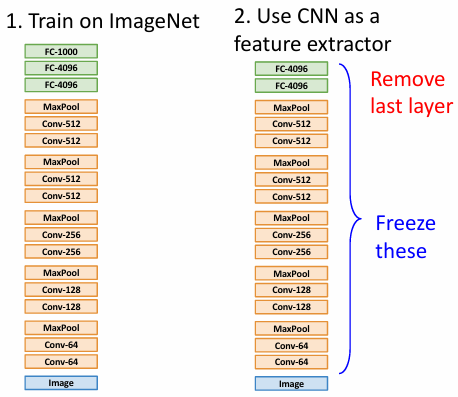 1. Train on ImageNet
FC-1000
FC-4096
FC-4096
MaxPool
Conv-512
Conv-512
MaxPool
Conv-512
Conv-512
MaxPool
Conv-256
Conv-256
MaxPool
Conv-128
Conv-128
MaxPool
Conv-64
Conv-64
Image
2. Use CNN as a
feature extractor
FC-4096
FC-4096
MaxPool
Conv-512
Conv-512
MaxPool
Conv-512
Conv-512
MaxPool
Conv-256
Conv-256
MaxPool
Conv-128
Conv-128
MaxPool
Conv-64
Conv-64
Image
Remove
last layer
Freeze
these